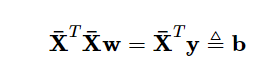 X̄ᵀX̄w = X̄ᵀy ≜ b